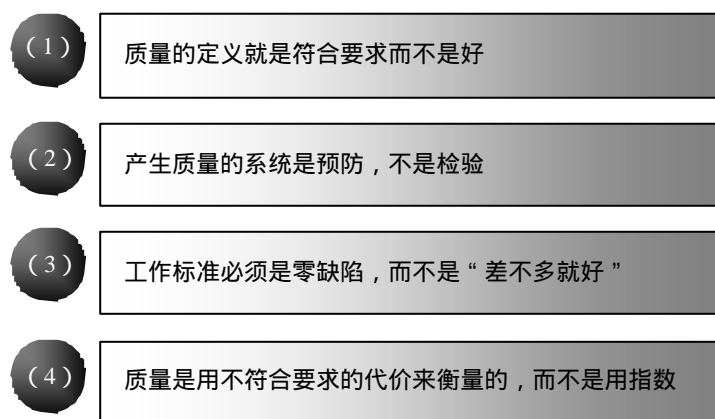 （1）
质量的定义就是符合要求而不是好
（2）
产生质量的系统是预防，不是检验
（3）
工作标准必须是零缺陷，而不是“差不多就好”
（4）
质量是用不符合要求的代价来衡量的，而不是用指数